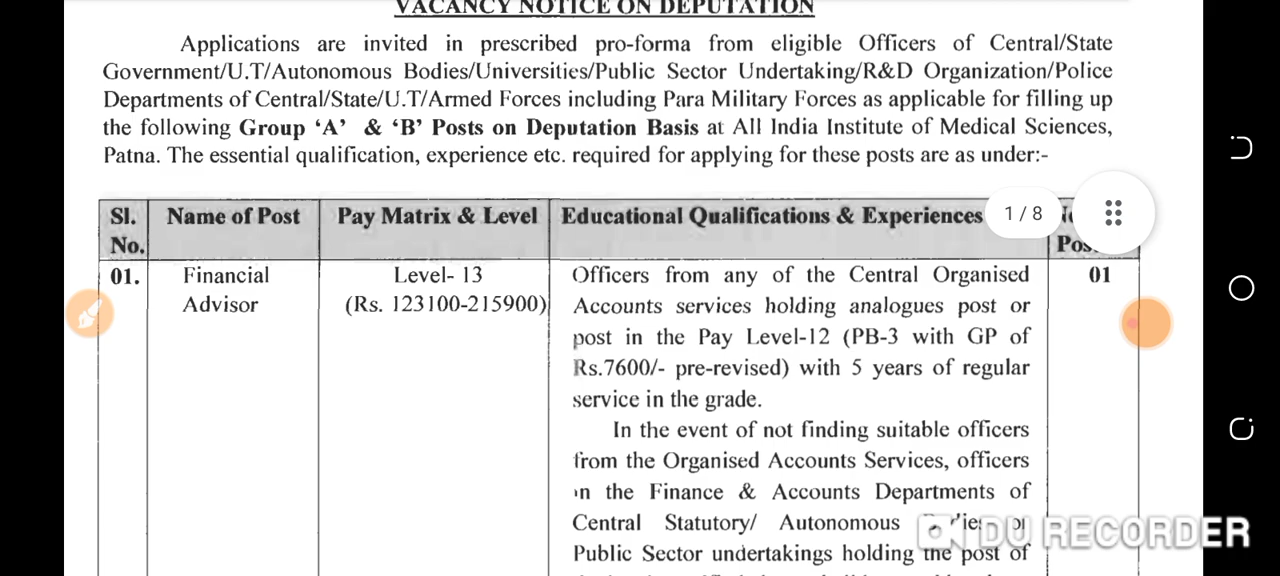 VACANCY NOTICE ON DEPUTATION
Applications are invited in prescribed pro-forma from eligible Officers of Central/State
Government/U.T/Autonomous Bodies/Universities/Public Sector Undertaking/R&D Organization/Police
Departments of Central/State/U.T/Armed Forces including Para Military Forces as applicable for filling up
the following Group ‘A’ & ‘B’ Posts on Deputation Basis at All India Institute of Medical Sciences,
Patna. The essential qualification, experience etc. required for applying for these posts are as under:-
Sl. No.
Name of Post
Pay Matrix & Level
Educational Qualifications & Experiences
1 / 8
01.
Financial
Advisor
Level- 13
(Rs. 123100-215900)
Officers from any of the Central Organised
Accounts services holding analogues post or
post in the Pay Level-12 (PB-3 with GP of
Rs.7600/- pre-revised) with 5 years of regular
service in the grade.
In the event of not finding suitable officers
from the Organised Accounts Services, officers
in the Finance & Accounts Departments of
Central Statutory/ Autonomous
Public Sector undertakings holding the post of
01
DU RECORDER